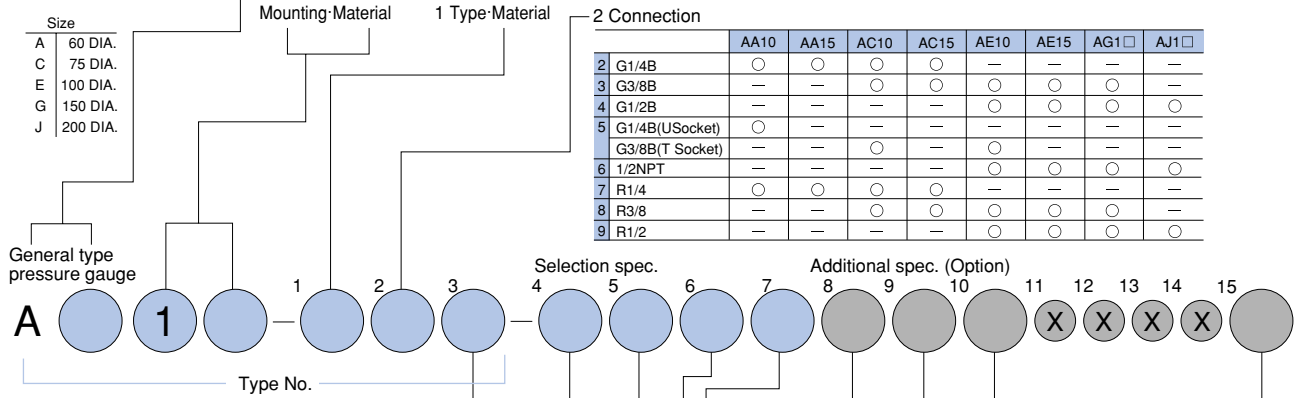 Mounting·Material
1 Type·Material
2 Connection
Size
A 60 DIA.
C 75 DIA.
E 100 DIA.
G 150 DIA.
J 200 DIA.
AA10 AA15 AC10 AC15 AE10 AE15 AG1□ AJ1□
2 G1/4B ○ ○ ○ ○ — — — —
3 G3/8B — — ○ ○ ○ ○ ○ —
4 G1/2B — — — — ○ ○ ○ ○
5 G1/4B(USocket) ○ — — — — — — —
G3/8B(T Socket) — — ○ — ○ — — —
6 1/2NPT — — — — ○ ○ ○ ○
7 R1/4 ○ ○ ○ ○ — — — —
8 R3/8 — — ○ ○ ○ ○ ○ —
9 R1/2 — — — — ○ ○ ○ ○
General type
pressure gauge
Selection spec.
Additional spec. (Option)
1 2 3 4 5 6 7 8 9 10 11 12 13 14 15
A 1 — — X X X X
Type No.